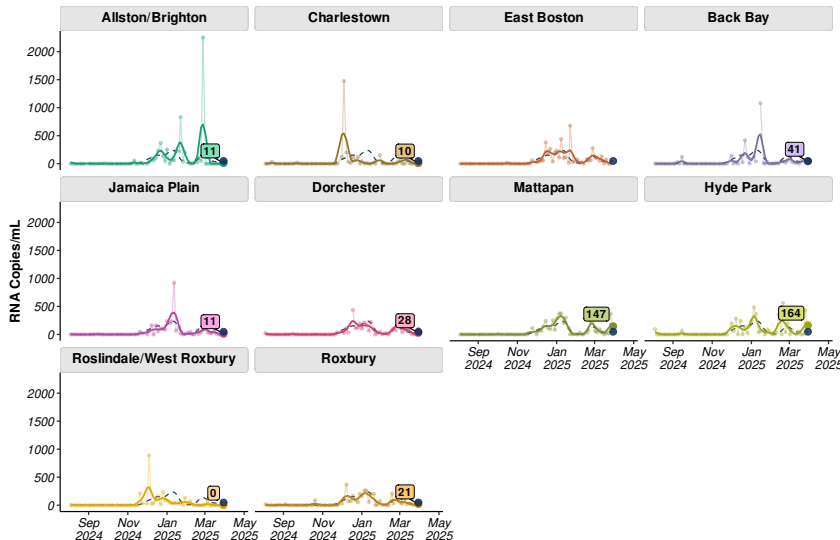 Allston/Brighton Charlestown East Boston Back Bay
2000
1500
1000
500
0
11 10 41
Jamaica Plain Dorchester Mattapan Hyde Park
RNA Copies/mL
2000
1500
1000
500
0
11 28 147 164
Sep 2024 Nov 2024 Jan 2025 Mar 2025 May 2025 Sep 2024 Nov 2024 Jan 2025 Mar 2025 May 2025
Roslindale/West Roxbury Roxbury
2000
1500
1000
500
0
0 21
Sep 2024 Nov 2024 Jan 2025 Mar 2025 May 2025 Sep 2024 Nov 2024 Jan 2025 Mar 2025 May 2025